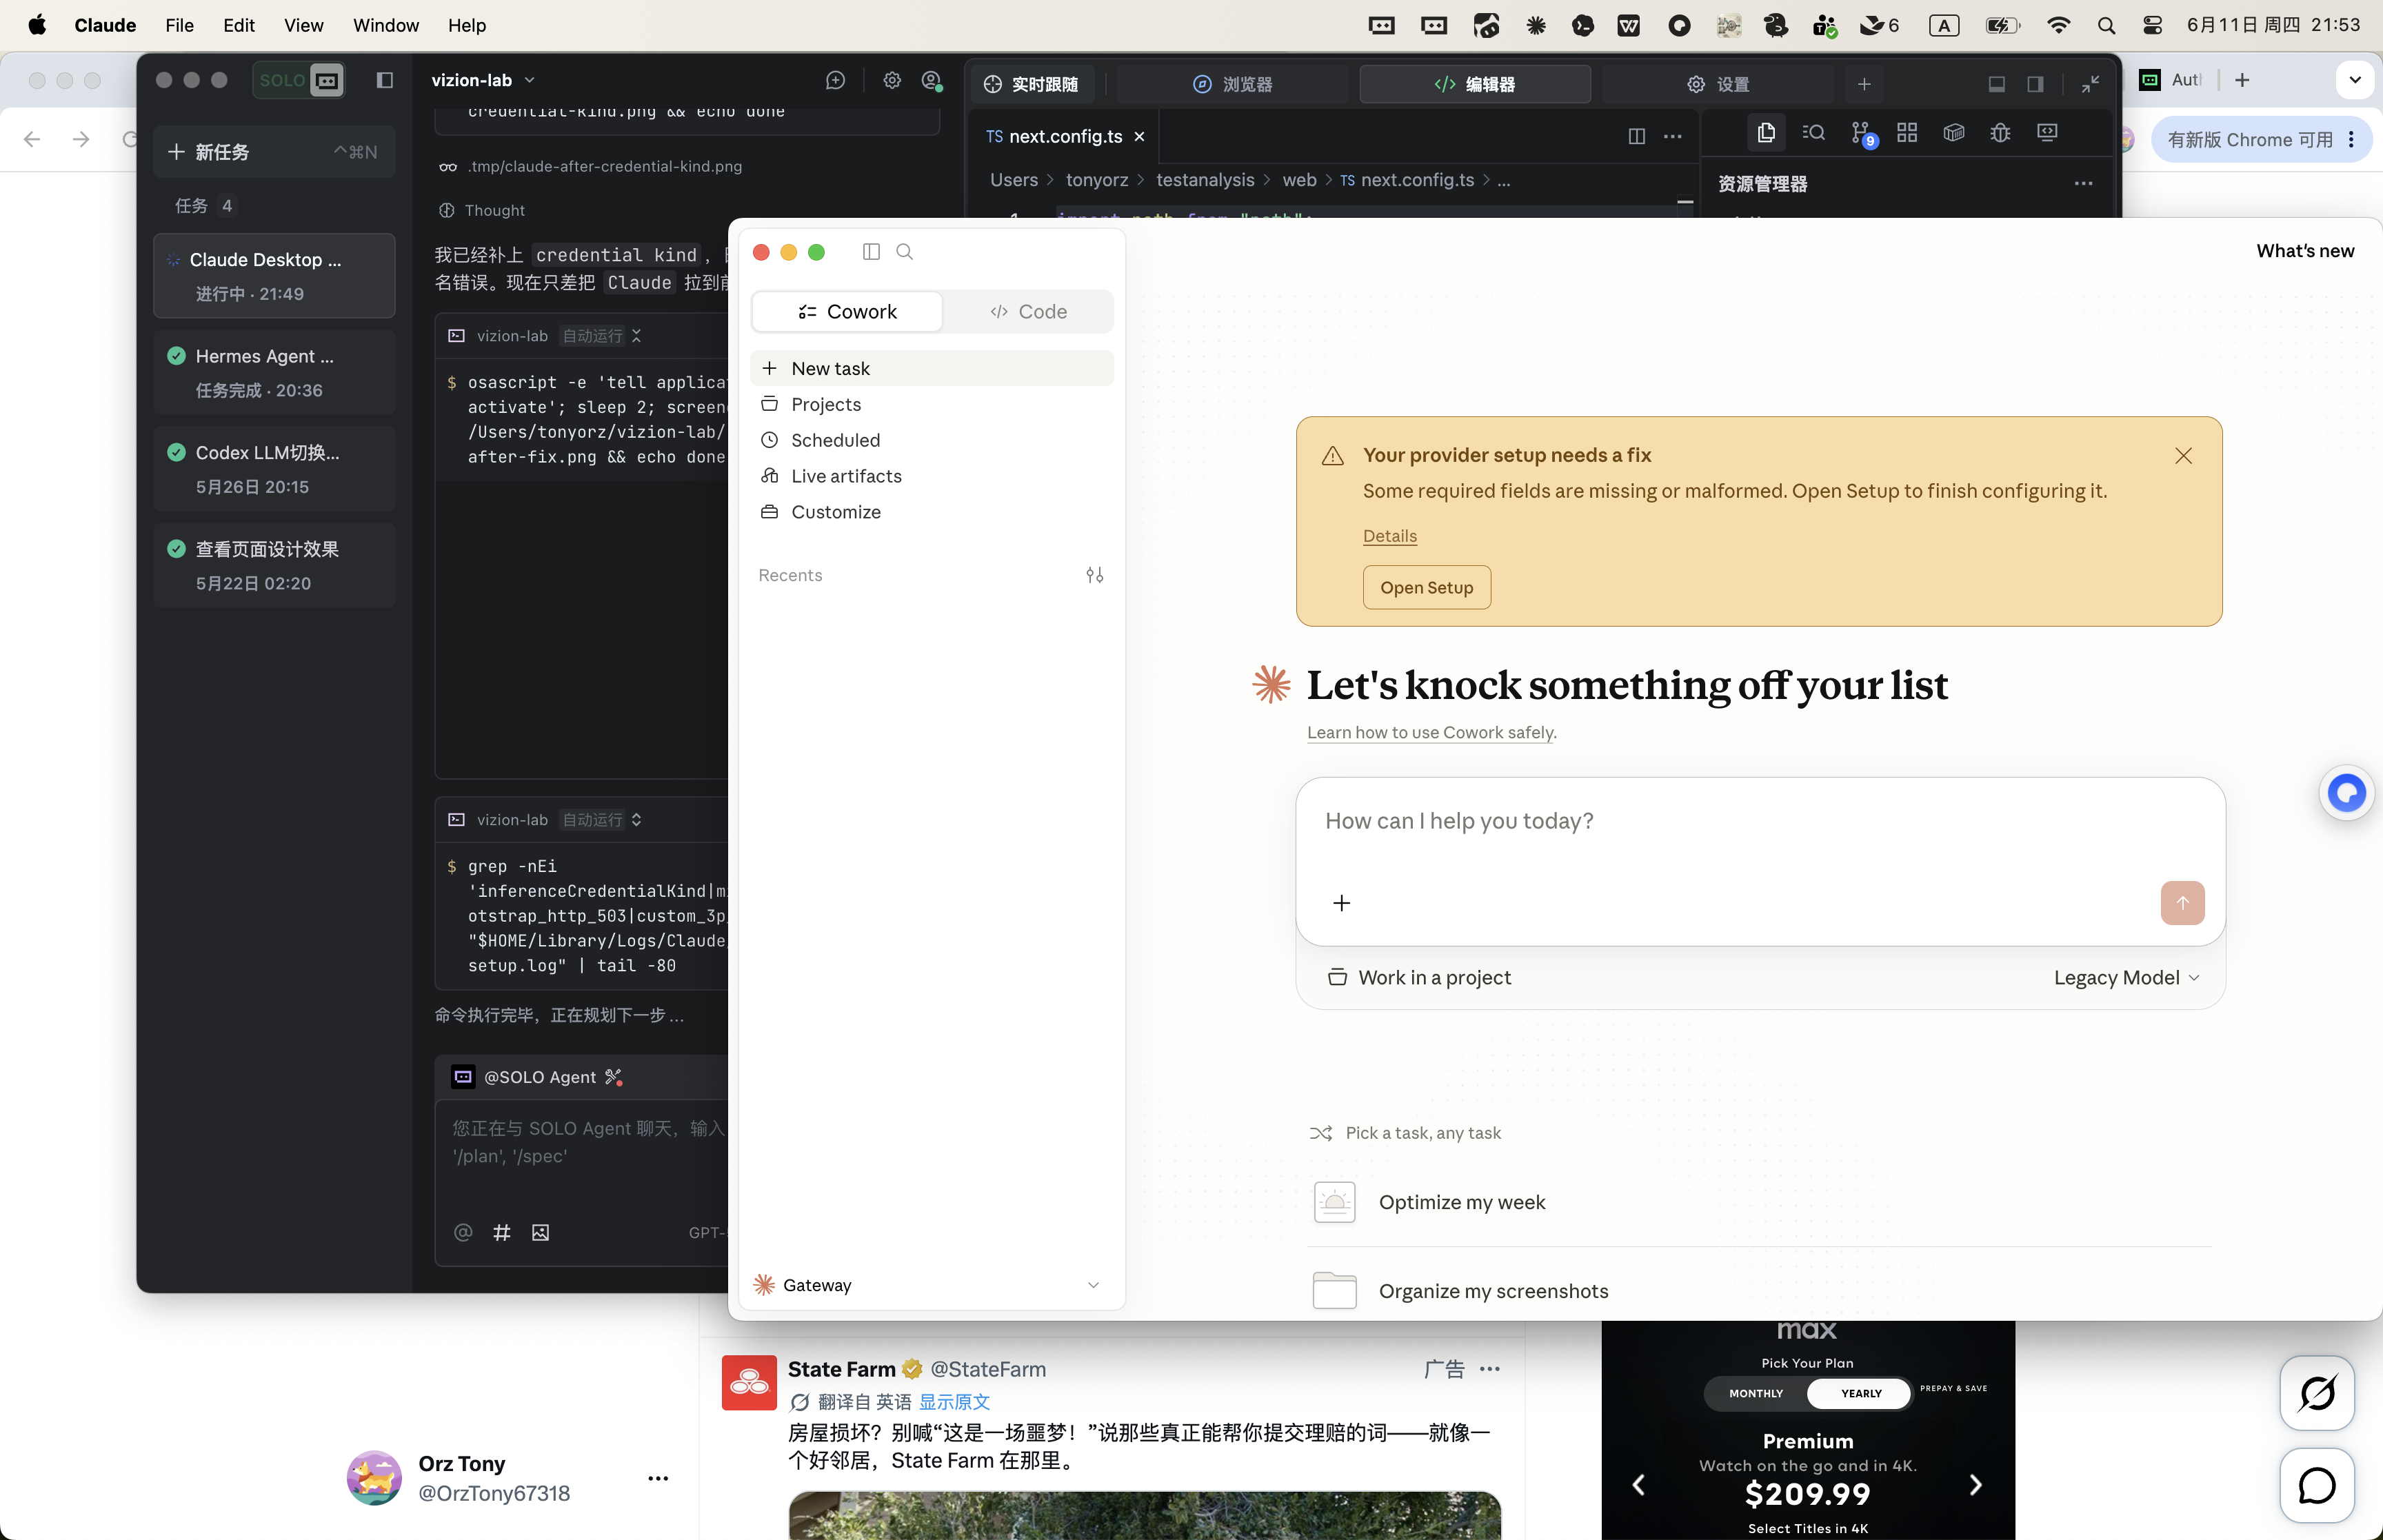 Claude File Edit View Window Help
6 A 6月11日 周四 21:53
SOLO
vizion-lab
实时跟随
浏览器
编辑器
设置
新任务 ^⌘N
任务 4
Claude Desktop ...
进行中 · 21:49
Hermes Agent ...
任务完成 · 20:36
Codex LLM切换...
5月26日 20:15
查看页面设计效果
5月22日 02:20
credential-kind.png && echo done
.tmp/claude-after-credential-kind.png
Thought
我已经补上 credential kind，
名错误。现在只差把 Claude 拉到
vizion-lab 自动运行
$ osascript -e 'tell
activate'; sleep 2;
/Users/tonyorz/vizion-lab/
after-fix.png && echo done
vizion-lab 自动运行
$ grep -nEi
'inferenceCredentialKind|
otstrap_http_503|custom_3p
"$HOME/Library/Logs/Claude
setup.log" | tail -80
命令执行完毕，正在规划下一步...
@SOLO Agent
您正在与 SOLO Agent 聊天，输入
'/plan', '/spec'
@ #
GPT-
TS next.config.ts
Users > tonyorz > testanalysis > web > TS next.config.ts > ...
9
资源管理器
有新版 Chrome 可用
What's new
Cowork
Code
New task
Projects
Scheduled
Live artifacts
Customize
Recents
Gateway
Your provider setup needs a fix
Some required fields are missing or malformed. Open Setup to finish configuring it.
Details
Open Setup
Let's knock something off your list
Learn how to use Cowork safely.
How can I help you today?
Work in a project
Legacy Model
Pick a task, any task
Optimize my week
Organize my screenshots
Orz Tony
@OrzTony67318
State Farm @StateFarm
广告
翻译自 英语 显示原文
房屋损坏？别喊“这是一场噩梦！”说那些真正能帮你提交理赔的词——就像一
个好邻居，State Farm 在那里。
max
Pick Your Plan
MONTHLY YEARLY PREPAY & SAVE
Premium
Watch on the go and in 4K.
$209.99
Select Titles in 4K